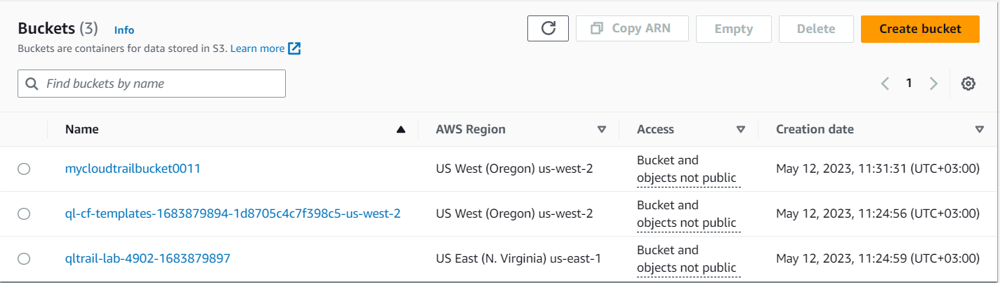 Buckets (3) Info
Buckets are containers for data stored in S3. Learn more
Copy ARN
Empty
Delete
Create bucket
Find buckets by name
1
Name AWS Region Access Creation date
mycloudtrailbucket0011 US West (Oregon) us-west-2 Bucket and objects not public May 12, 2023, 11:31:31 (UTC+03:00)
ql-cf-templates-1683879894-1d8705c4c7f398c5-us-west-2 US West (Oregon) us-west-2 Bucket and objects not public May 12, 2023, 11:24:56 (UTC+03:00)
qltrail-lab-4902-1683879897 US East (N. Virginia) us-east-1 Bucket and objects not public May 12, 2023, 11:24:59 (UTC+03:00)